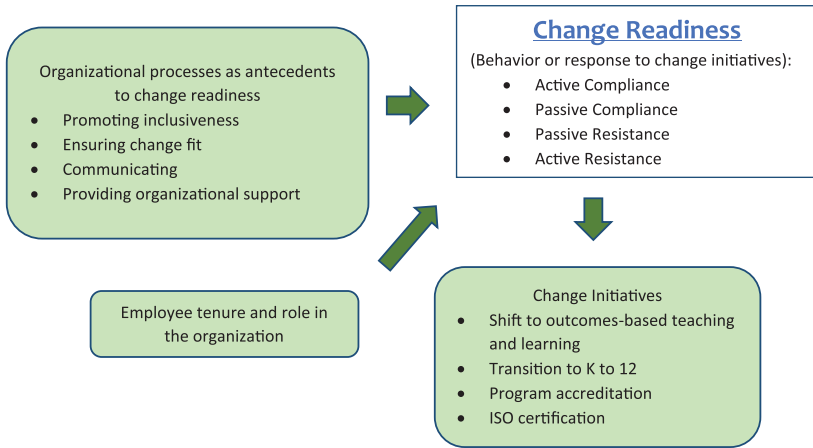 Organizational processes as antecedents
to change readiness
• Promoting inclusiveness
• Ensuring change fit
• Communicating
• Providing organizational support
Change Readiness
(Behavior or response to change initiatives):
• Active Compliance
• Passive Compliance
• Passive Resistance
• Active Resistance
Employee tenure and role in
the organization
Change Initiatives
• Shift to outcomes-based teaching
and learning
• Transition to K to 12
• Program accreditation
• ISO certification